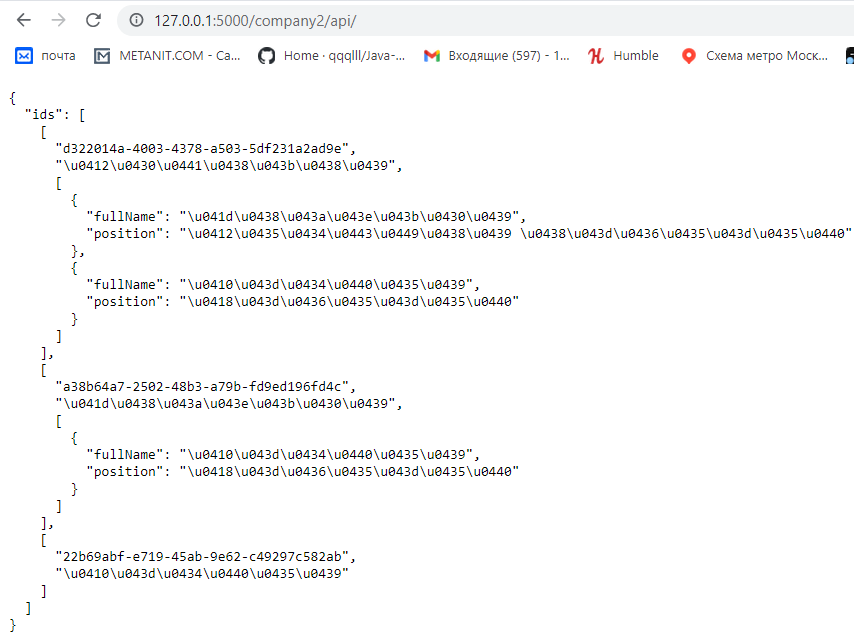 127.0.0.1:5000/company2/api/
почта METANIT.COM - Са... Home · qqqlll/Java-... Входящие (597) - 1... Humble Схема метро Моск...
{
  "ids": [
    [
      "d322014a-4003-4378-a503-5df231a2ad9e",
      "\u0412\u0430\u0441\u0438\u043b\u0438\u0439",
      [
        {
          "fullName": "\u041d\u0438\u043a\u043e\u043b\u0430\u0439",
          "position": "\u0412\u0435\u0434\u0443\u0449\u0438\u0439 \u0438\u043d\u0436\u0435\u043d\u0435\u0440"
        },
        {
          "fullName": "\u0410\u043d\u0434\u0440\u0435\u0439",
          "position": "\u0418\u043d\u0436\u0435\u043d\u0435\u0440"
        }
      ]
    ],
    [
      "a38b64a7-2502-48b3-a79b-fd9ed196fd4c",
      "\u041d\u0438\u043a\u043e\u043b\u0430\u0439",
      [
        {
          "fullName": "\u0410\u043d\u0434\u0440\u0435\u0439",
          "position": "\u0418\u043d\u0436\u0435\u043d\u0435\u0440"
        }
      ]
    ],
    [
      "22b69abf-e719-45ab-9e62-c49297c582ab",
      "\u0410\u043d\u0434\u0440\u0435\u0439"
    ]
  ]
}